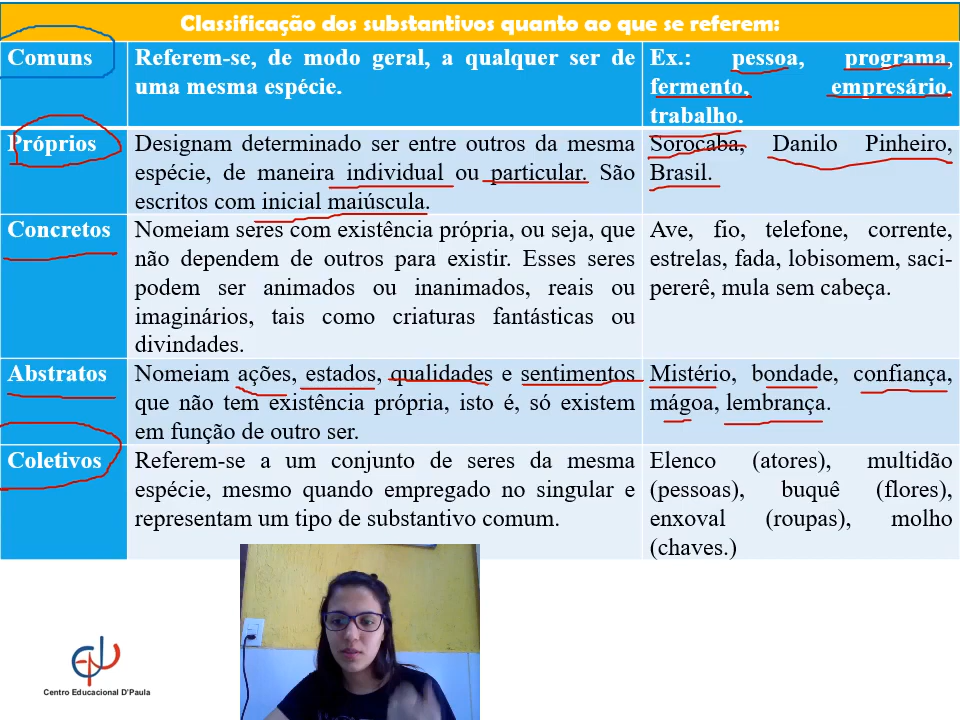 Classificação dos substantivos quanto ao que se referem:
Comuns
Referem-se, de modo geral, a qualquer ser de
uma mesma espécie.
Ex.: pessoa, programa,
fermento, empresário,
trabalho.
Próprios
Designam determinado ser entre outros da mesma
espécie, de maneira individual ou particular. São
escritos com inicial maiúscula.
Sorocaba, Danilo Pinheiro,
Brasil.
Concretos
Nomeiam seres com existência própria, ou seja, que
não dependem de outros para existir. Esses seres
podem ser animados ou inanimados, reais ou
imaginários, tais como criaturas fantásticas ou
divindades.
Ave, fio, telefone, corrente,
estrelas, fada, lobisomem, saci-
pererê, mula sem cabeça.
Abstratos
Nomeiam ações, estados, qualidades e sentimentos
que não tem existência própria, isto é, só existem
em função de outro ser.
Mistério, bondade, confiança,
mágoa, lembrança.
Coletivos
Referem-se a um conjunto de seres da mesma
espécie, mesmo quando empregado no singular e
representam um tipo de substantivo comum.
Elenco (atores), multidão
(pessoas), buquê (flores),
enxoval (roupas), molho
(chaves.)
Centro Educacional D'Paula